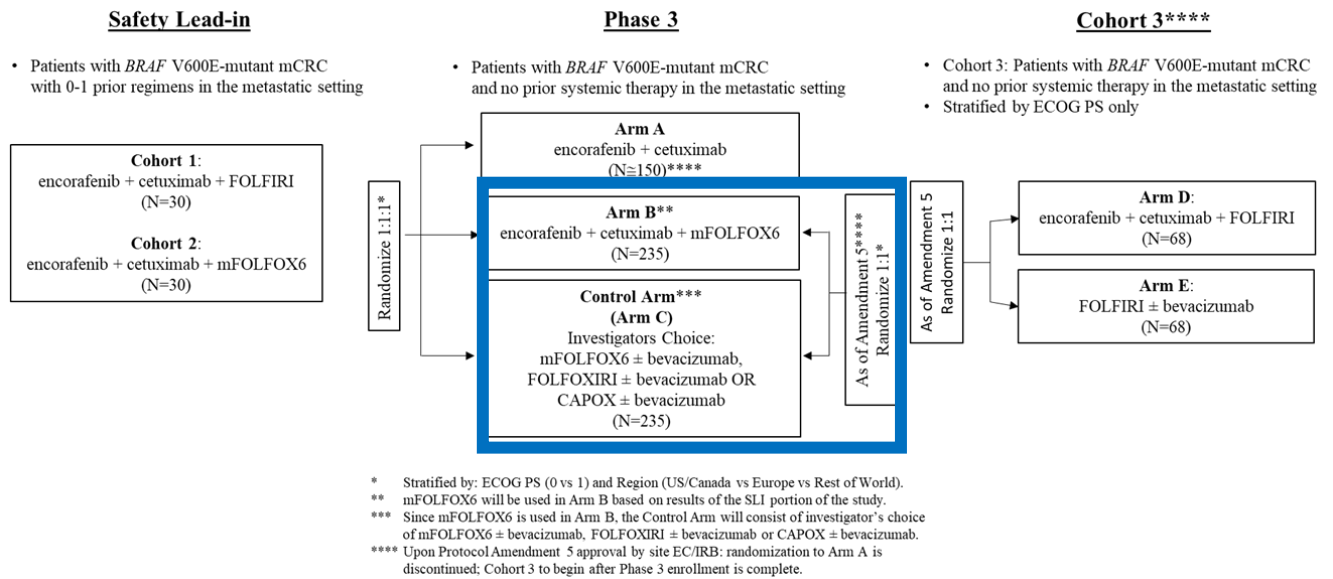 Safety Lead-in
• Patients with BRAF V600E-mutant mCRC
with 0-1 prior regimens in the metastatic setting
Cohort 1:
encorafenib + cetuximab + FOLFIRI
(N=30)
Cohort 2:
encorafenib + cetuximab + mFOLFOX6
(N=30)
Phase 3
• Patients with BRAF V600E-mutant mCRC
and no prior systemic therapy in the metastatic setting
Randomize 1:1:1*
Arm A
encorafenib + cetuximab
(N≅150)****
Arm B**
encorafenib + cetuximab + mFOLFOX6
(N=235)
Control Arm***
(Arm C)
Investigators Choice:
mFOLFOX6 ± bevacizumab,
FOLFOXIRI ± bevacizumab OR
CAPOX ± bevacizumab
(N=235)
As of Amendment 5****
Randomize 1:1*
Cohort 3****
• Cohort 3: Patients with BRAF V600E-mutant mCRC
and no prior systemic therapy in the metastatic setting
• Stratified by ECOG PS only
As of Amendment 5
Randomize 1:1
Arm D:
encorafenib + cetuximab + FOLFIRI
(N=68)
Arm E:
FOLFIRI ± bevacizumab
(N=68)
* Stratified by: ECOG PS (0 vs 1) and Region (US/Canada vs Europe vs Rest of World).
** mFOLFOX6 will be used in Arm B based on results of the SLI portion of the study.
*** Since mFOLFOX6 is used in Arm B, the Control Arm will consist of investigator's choice
of mFOLFOX6 ± bevacizumab, FOLFOXIRI ± bevacizumab or CAPOX ± bevacizumab.
**** Upon Protocol Amendment 5 approval by site EC/IRB: randomization to Arm A is
discontinued; Cohort 3 to begin after Phase 3 enrollment is complete.